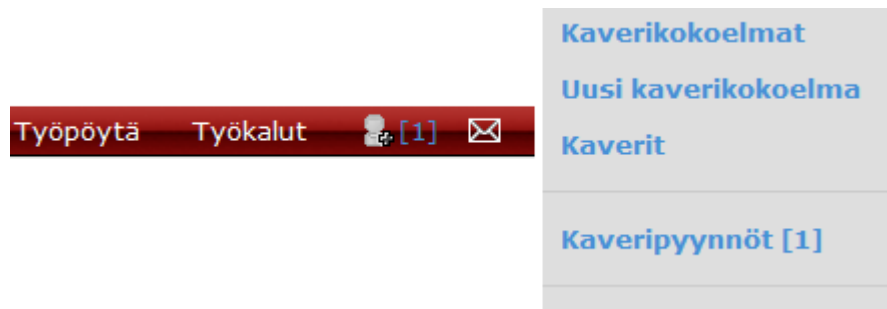 Työpöytä Työkalut [1]
Kaverikokoelmat
Uusi kaverikokoelma
Kaverit
Kaveripyynnöt [1]